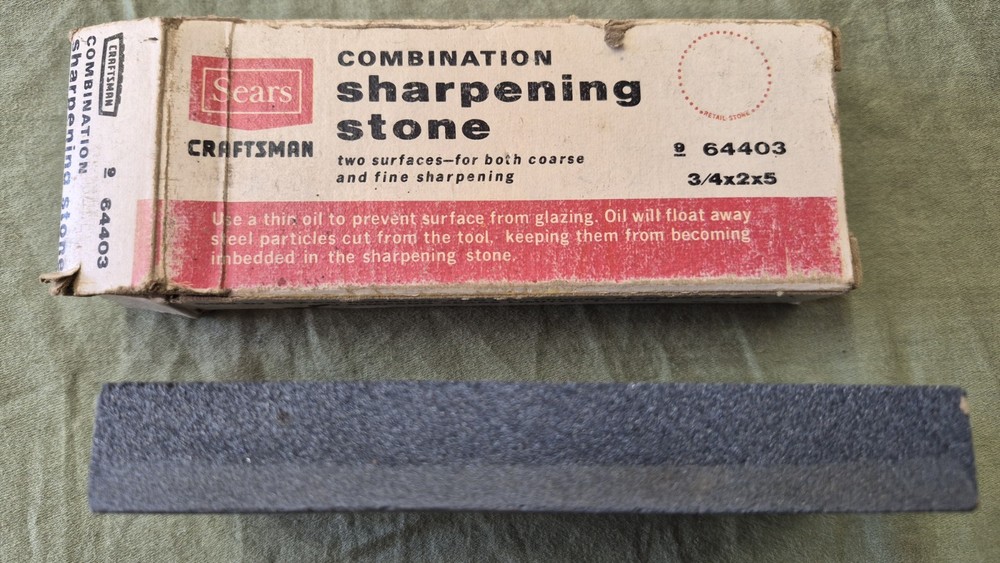 CRAFTSMAN
COMBINATION
sharpening stone
9 64403
Sears
CRAFTSMAN
COMBINATION
sharpening
stone
two surfaces—for both coarse
and fine sharpening
RETAIL STORE
9 64403
3/4x2x5
Use a thin oil to prevent surface from glazing. Oil will float away
steel particles cut from the tool, keeping them from becoming
imbedded in the sharpening stone.